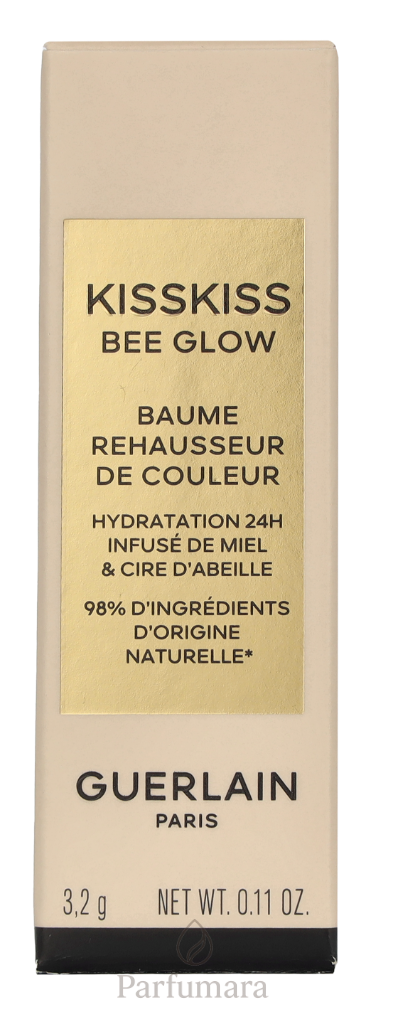 KISSKISS
BEE GLOW
BAUME
REHAUSSEUR
DE COULEUR
HYDRATATION 24H
INFUSÉ DE MIEL
& CIRE D'ABEILLE
98% D'INGRÉDIENTS
D'ORIGINE
NATURELLE*
GUERLAIN
PARIS
3,2 g NET WT. 0.11 OZ.
Parfumara